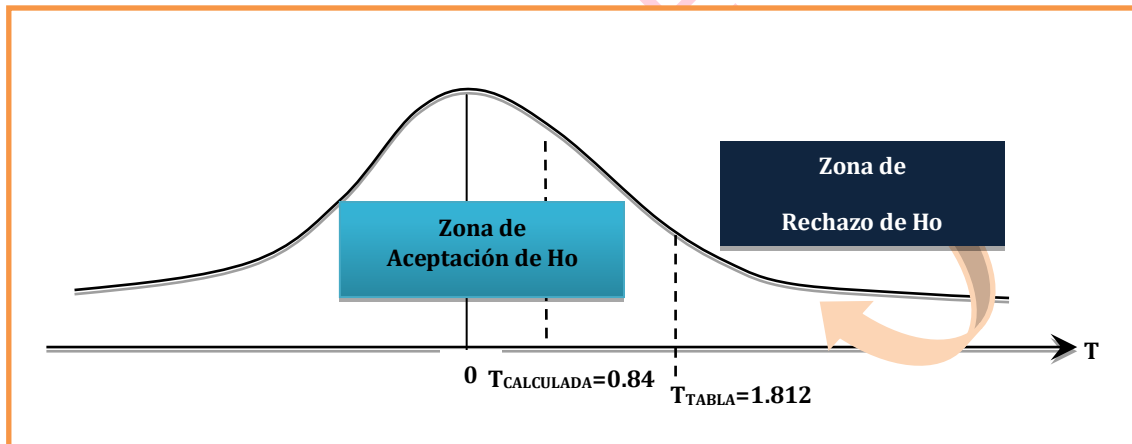 Zona de
Rechazo de Ho
Zona de
Aceptación de Ho
T
0 TCALCULADA=0.84
TTABLA=1.812